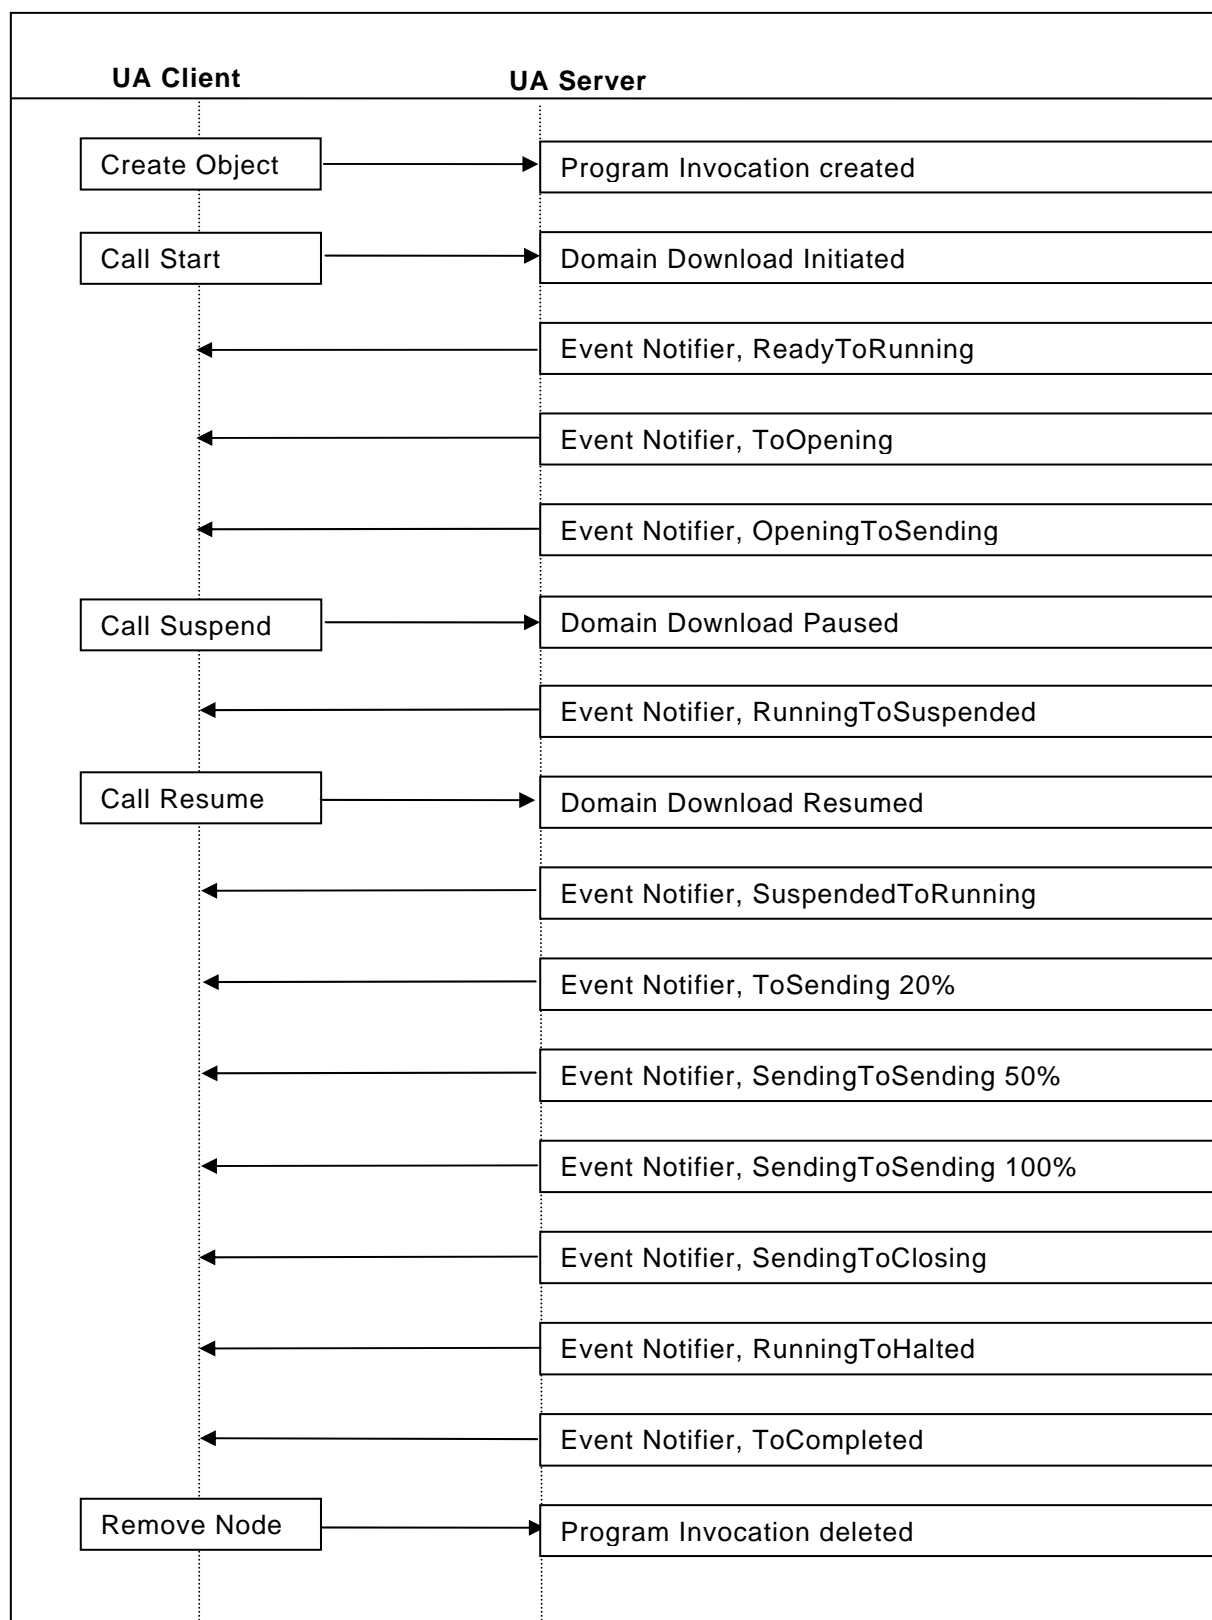 UA Client
UA Server
Create Object
Program Invocation created
Call Start
Domain Download Initiated
Event Notifier, ReadyToRunning
Event Notifier, ToOpening
Event Notifier, OpeningToSending
Call Suspend
Domain Download Paused
Event Notifier, RunningToSuspended
Call Resume
Domain Download Resumed
Event Notifier, SuspendedToRunning
Event Notifier, ToSending 20%
Event Notifier, SendingToSending 50%
Event Notifier, SendingToSending 100%
Event Notifier, SendingToClosing
Event Notifier, RunningToHalted
Event Notifier, ToCompleted
Remove Node
Program Invocation deleted